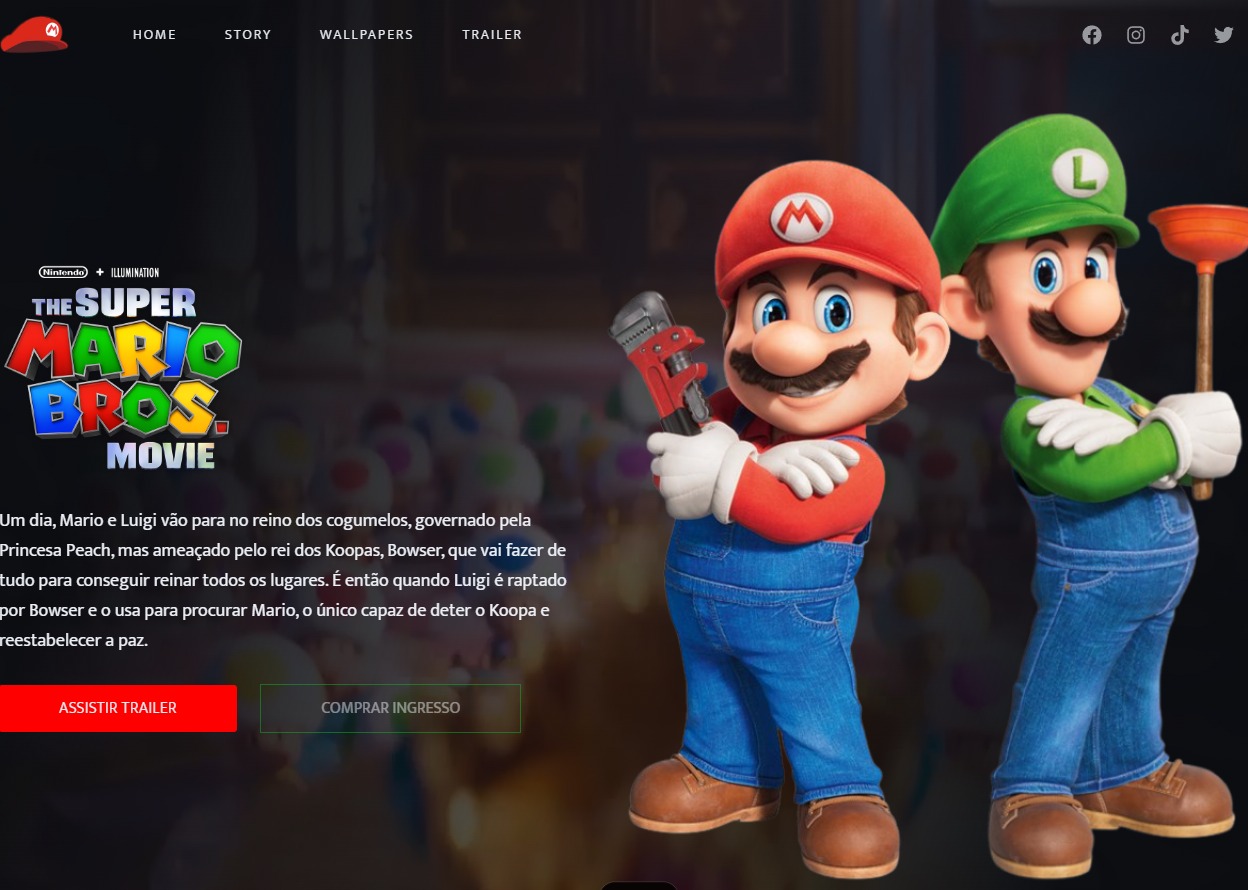 M
HOME
STORY
WALLPAPERS
TRAILER
L
M
Nintendo + ILLUMINATION
THE SUPER
MARIO
BROS.
MOVIE
Um dia, Mario e Luigi vão para no reino dos cogumelos, governado pela
Princesa Peach, mas ameaçado pelo rei dos Koopas, Bowser, que vai fazer de
tudo para conseguir reinar todos os lugares. É então quando Luigi é raptado
por Bowser e o usa para procurar Mario, o único capaz de deter o Koopa e
reestabelecer a paz.
ASSISTIR TRAILER
COMPRAR INGRESSO